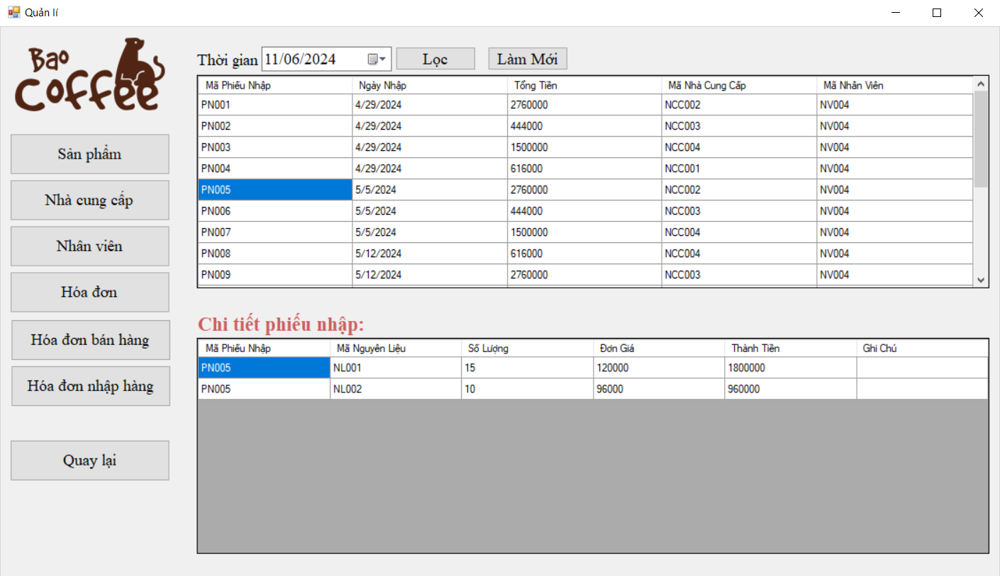 Quản lí
Bao
Coffee
Thời gian 11/06/2024 Lọc Làm Mới
Mã Phiếu Nhập Ngày Nhập Tổng Tiền Mã Nhà Cung Cấp Mã Nhân Viên
PN001 4/29/2024 2760000 NCC002 NV004
PN002 4/29/2024 444000 NCC003 NV004
PN003 4/29/2024 1500000 NCC004 NV004
PN004 4/29/2024 616000 NCC001 NV004
PN005 5/5/2024 2760000 NCC002 NV004
PN006 5/5/2024 444000 NCC003 NV004
PN007 5/5/2024 1500000 NCC004 NV004
PN008 5/12/2024 616000 NCC004 NV004
PN009 5/12/2024 2760000 NCC003 NV004
Sản phẩm
Nhà cung cấp
Nhân viên
Hóa đơn
Hóa đơn bán hàng
Hóa đơn nhập hàng
Quay lại
Chi tiết phiếu nhập:
Mã Phiếu Nhập Mã Nguyên Liệu Số Lượng Đơn Giá Thành Tiền Ghi Chú
PN005 NL001 15 120000 1800000
PN005 NL002 10 96000 960000